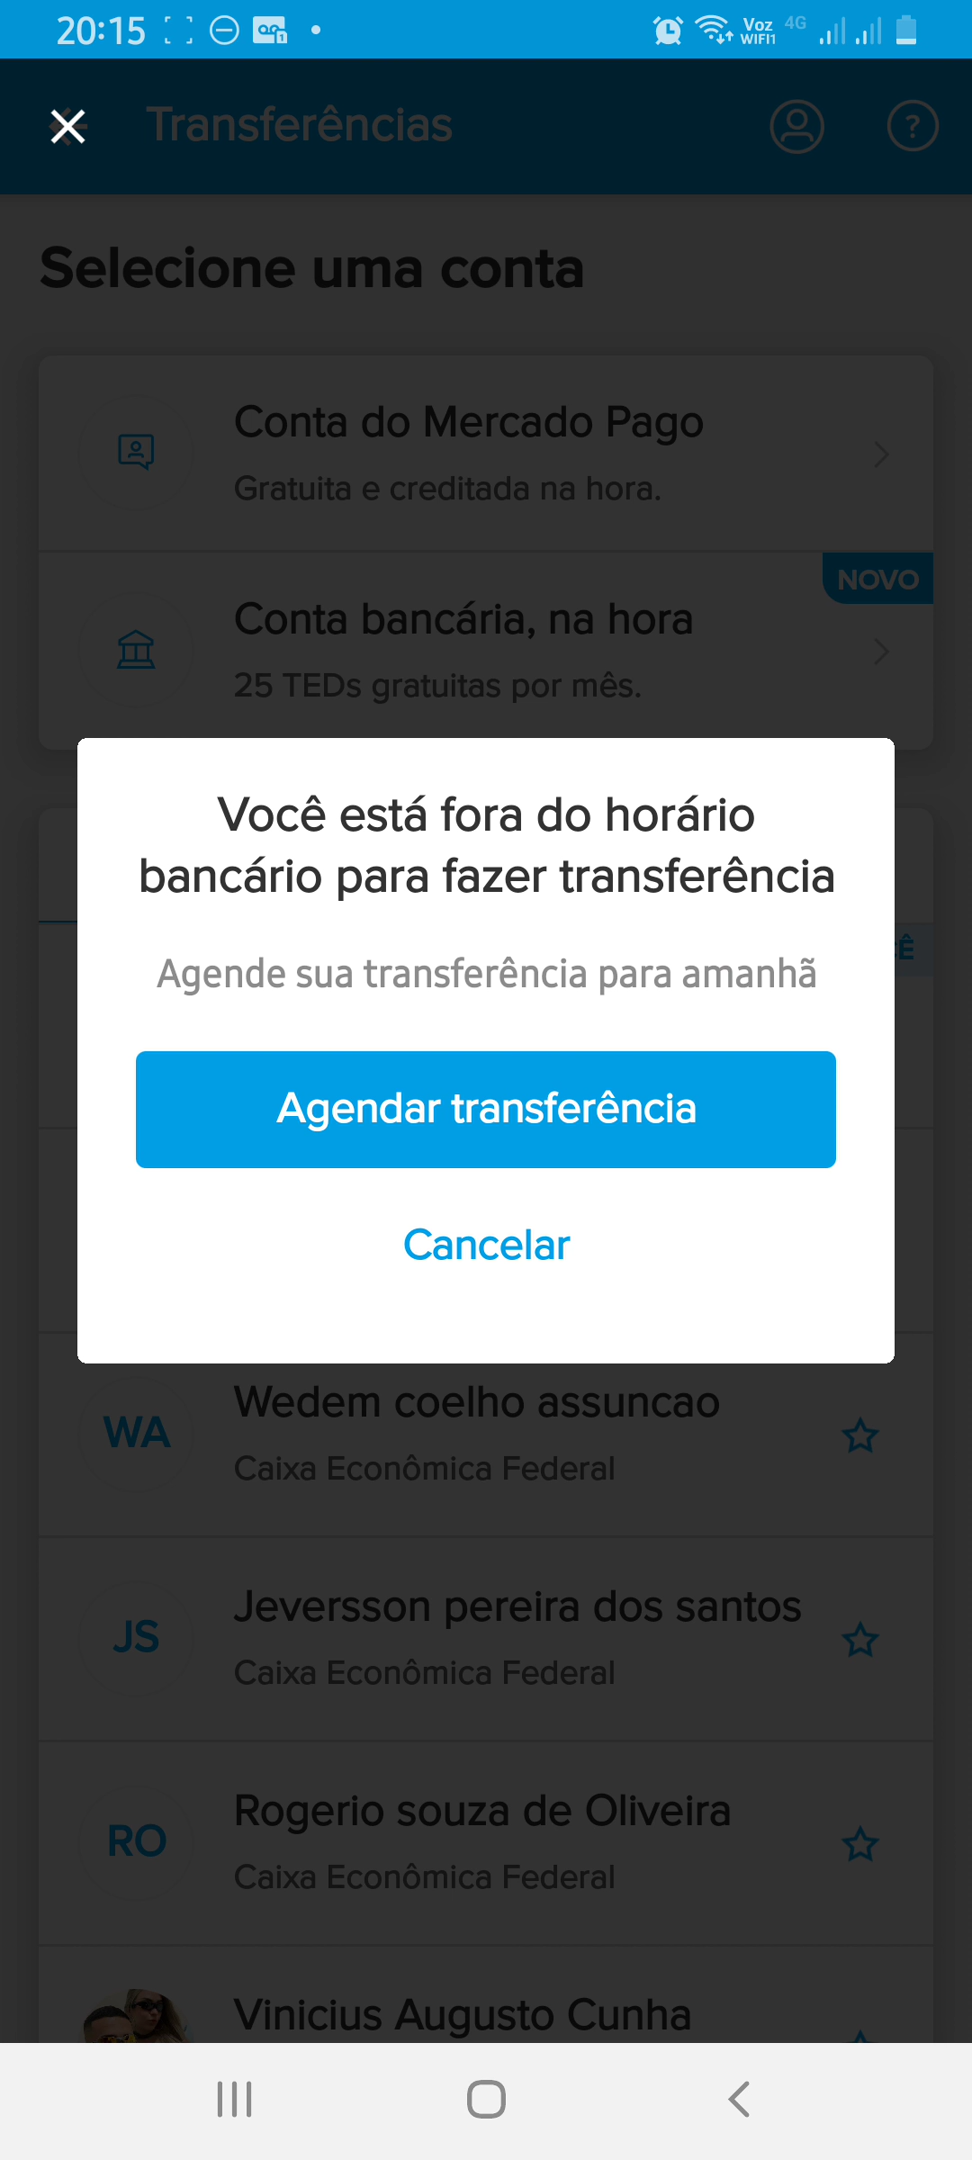 20:15
Voz
WIFI1
4G
Transferências
?
Selecione uma conta
Conta do Mercado Pago
Gratuita e creditada na hora.
NOVO
Conta bancária, na hora
25 TEDs gratuitas por mês.
Você está fora do horário
bancário para fazer transferência
Ê
Agende sua transferência para amanhã
Agendar transferência
Cancelar
WA
Wedem coelho assuncao
Caixa Econômica Federal
JS
Jeversson pereira dos santos
Caixa Econômica Federal
RO
Rogerio souza de Oliveira
Caixa Econômica Federal
Vinicius Augusto Cunha